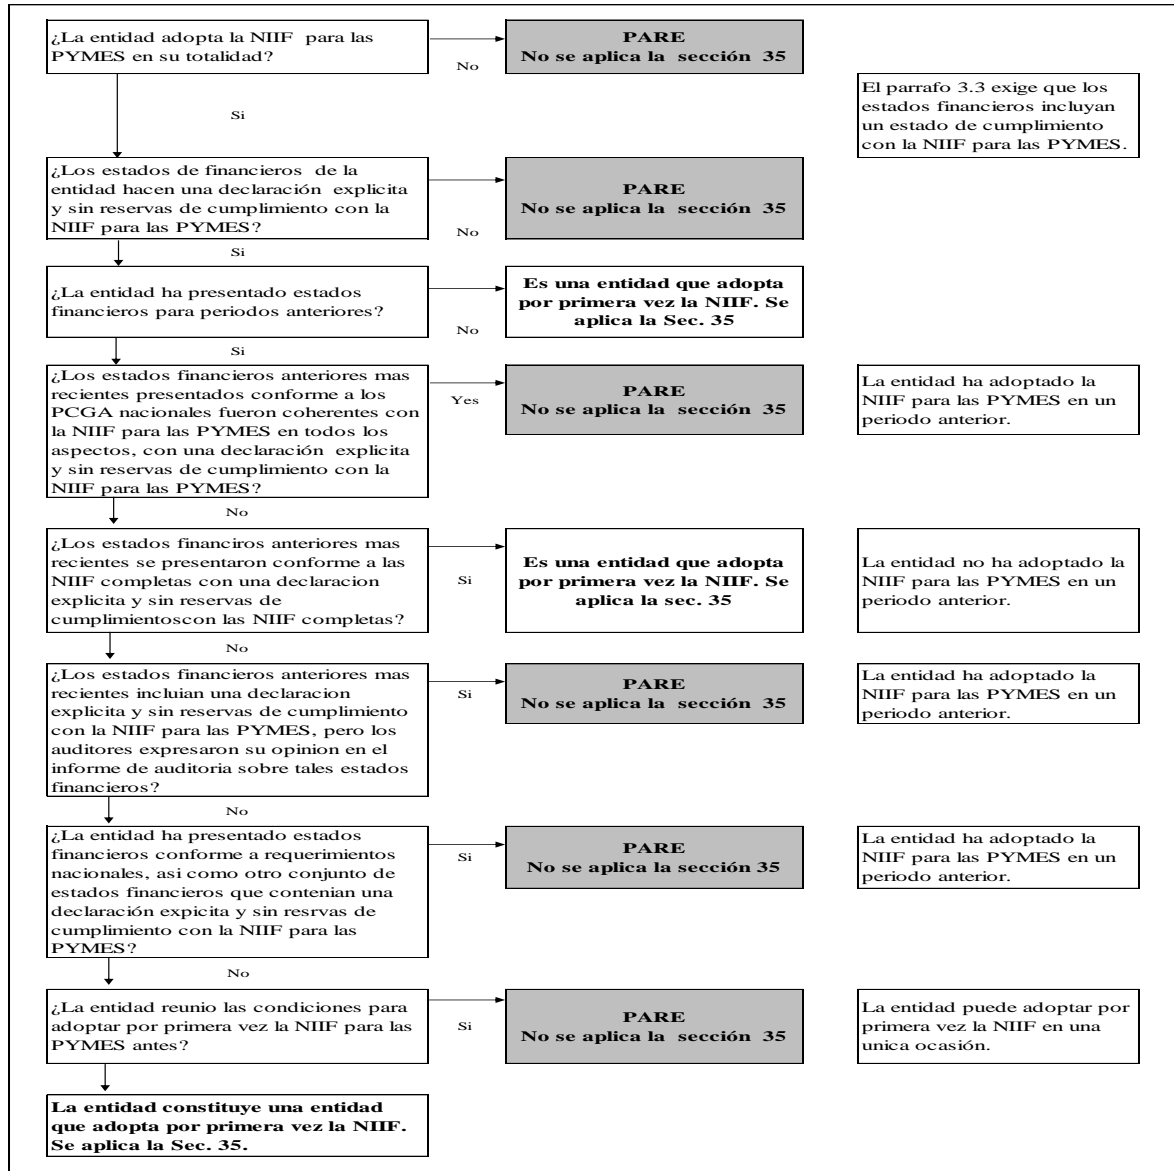 ¿La entidad adopta la NIIF para las
PYMES en su totalidad?
No
PARE
No se aplica la sección 35
El parrafo 3.3 exige que los
estados financieros incluyan
un estado de cumplimiento
con la NIIF para las PYMES.
Si
¿Los estados de financieros de la
entidad hacen una declaración explicita
y sin reservas de cumplimiento con la
NIIF para las PYMES?
No
PARE
No se aplica la sección 35
Si
¿La entidad ha presentado estados
financieros para periodos anteriores?
No
Es una entidad que adopta
por primera vez la NIIF. Se
aplica la Sec. 35
Si
¿Los estados financieros anteriores mas
recientes presentados conforme a los
PCGA nacionales fueron coherentes con
la NIIF para las PYMES en todos los
aspectos, con una declaración explicita
y sin reservas de cumplimiento con la
NIIF para las PYMES?
Yes
PARE
No se aplica la sección 35
La entidad ha adoptado la
NIIF para las PYMES en un
periodo anterior.
No
¿Los estados financiros anteriores mas
recientes se presentaron conforme a las
NIIF completas con una declaracion
explicita y sin reservas de
cumplimientoscon las NIIF completas?
Si
Es una entidad que adopta
por primera vez la NIIF. Se
aplica la sec. 35
La entidad no ha adoptado la
NIIF para las PYMES en un
periodo anterior.
No
¿Los estados financieros anteriores mas
recientes incluian una declaracion
explicita y sin reservas de cumplimiento
con la NIIF para las PYMES, pero los
auditores expresaron su opinion en el
informe de auditoria sobre tales estados
financieros?
Si
PARE
No se aplica la sección 35
La entidad ha adoptado la
NIIF para las PYMES en un
periodo anterior.
No
¿La entidad ha presentado estados
financieros conforme a requerimientos
nacionales, asi como otro conjunto de
estados financieros que contenian una
declaración expicita y sin resrvas de
cumplimiento con la NIIF para las
PYMES?
Si
PARE
No se aplica la sección 35
La entidad ha adoptado la
NIIF para las PYMES en un
periodo anterior.
No
¿La entidad reunio las condiciones para
adoptar por primera vez la NIIF para las
PYMES antes?
Si
PARE
No se aplica la sección 35
La entidad puede adoptar por
primera vez la NIIF en una
unica ocasión.
La entidad constituye una entidad
que adopta por primera vez la NIIF.
Se aplica la Sec. 35.